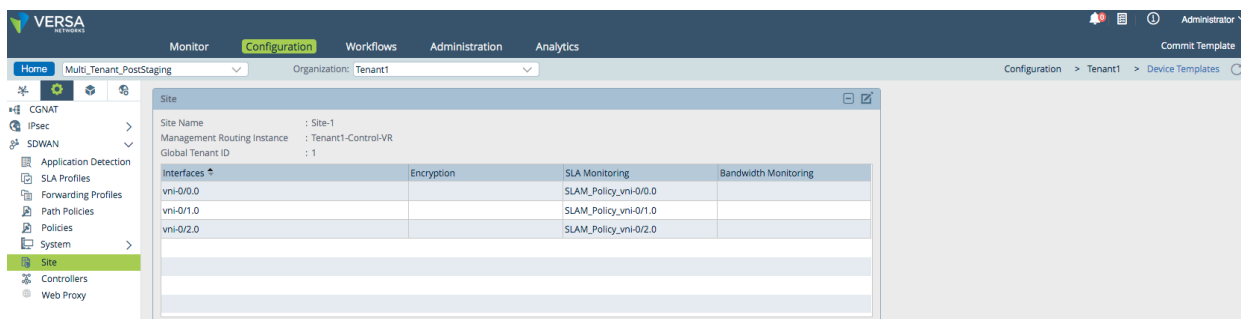 VERSA
NETWORKS
0
Administrator
Monitor Configuration Workflows Administration Analytics
Commit Template
Home Multi_Tenant_PostStaging Organization: Tenant1
Configuration > Tenant1 > Device Templates
CGNAT
IPsec
SDWAN
Application Detection
SLA Profiles
Forwarding Profiles
Path Policies
Policies
System
Site
Controllers
Web Proxy
Site
Site Name : Site-1
Management Routing Instance : Tenant1-Control-VR
Global Tenant ID : 1
Interfaces Encryption SLA Monitoring Bandwidth Monitoring
vni-0/0.0 SLAM_Policy_vni-0/0.0
vni-0/1.0 SLAM_Policy_vni-0/1.0
vni-0/2.0 SLAM_Policy_vni-0/2.0